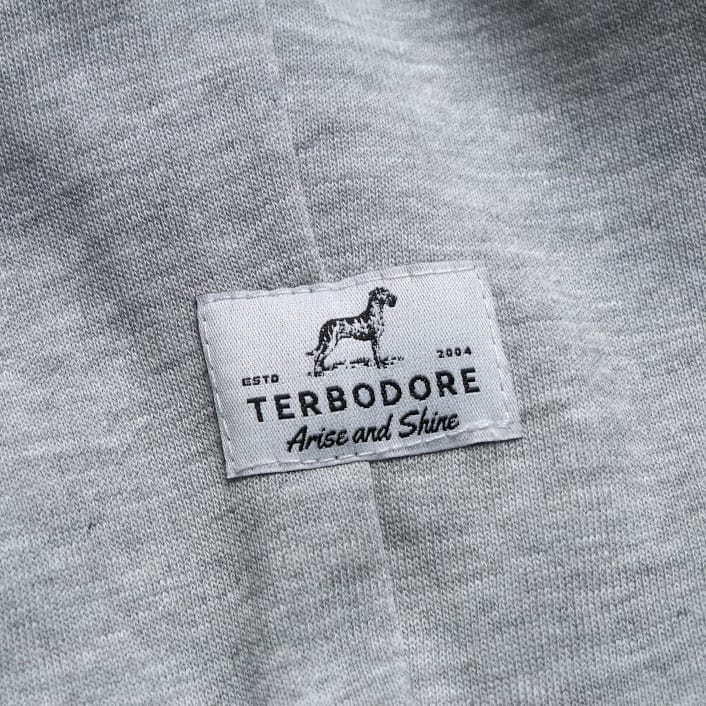 ESTD 2004
TERBODORE
Arise and Shine